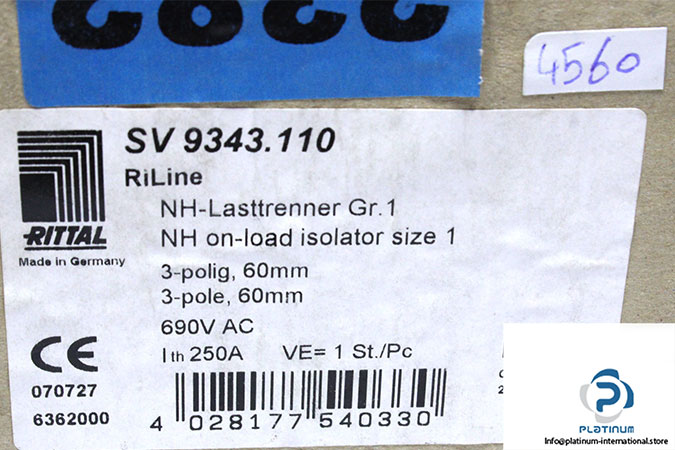 4560
SV 9343.110
RiLine
RITTAL
Made in Germany
NH-Lasttrenner Gr.1
NH on-load isolator size 1
3-polig, 60mm
3-pole, 60mm
690V AC
Ith 250A VE= 1 St./Pc
CE
070727
6362000
4 028177 540330
PLATINUM
Info@platinum-international.store